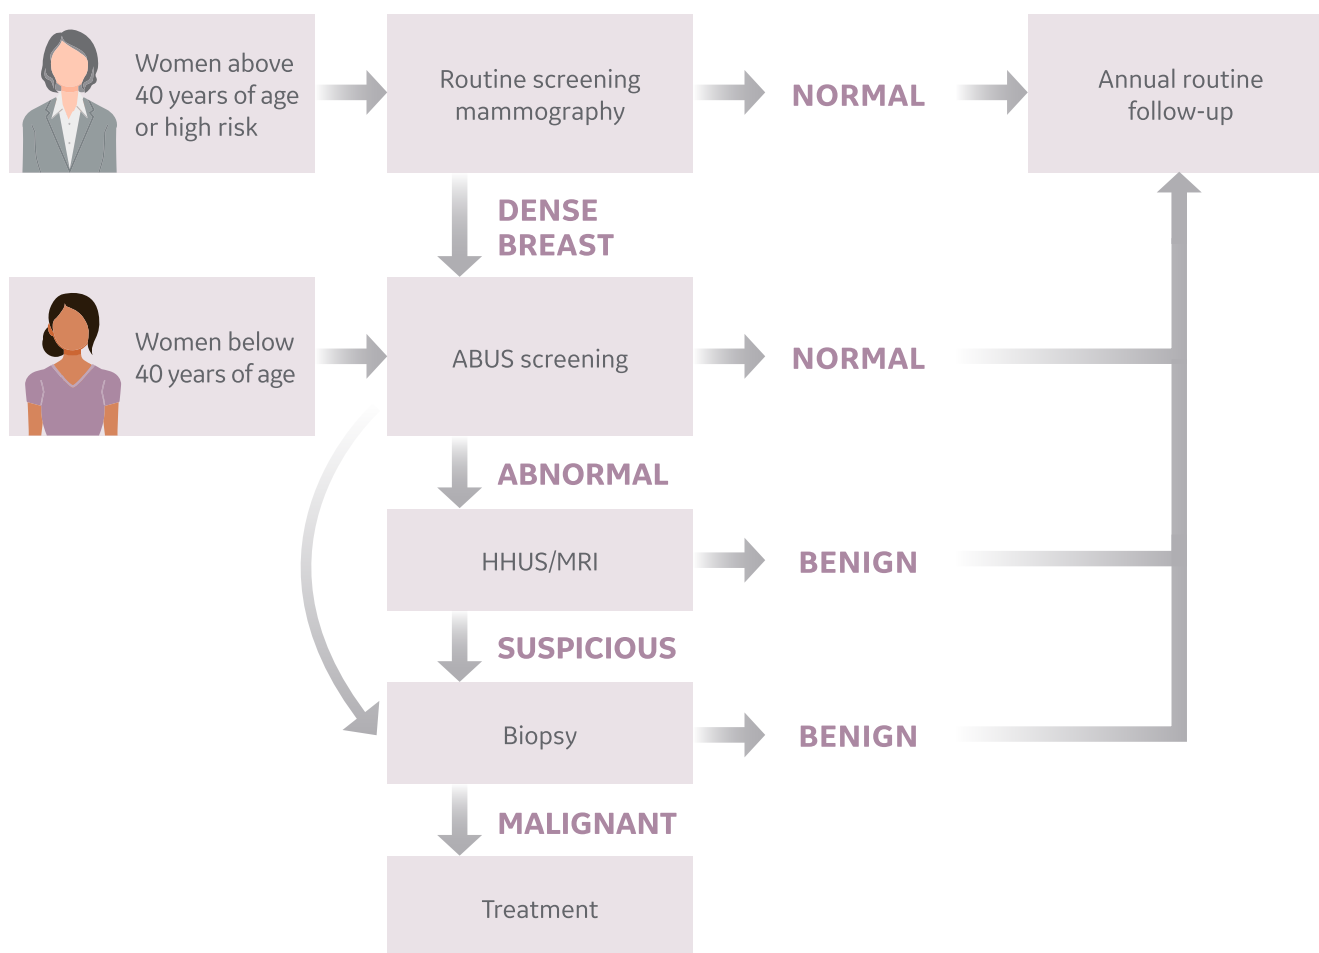 Women above
40 years of age
or high risk
Routine screening
mammography
NORMAL
Annual routine
follow-up
DENSE
BREAST
Women below
40 years of age
ABUS screening
NORMAL
ABNORMAL
HHUS/MRI
BENIGN
SUSPICIOUS
Biopsy
BENIGN
MALIGNANT
Treatment